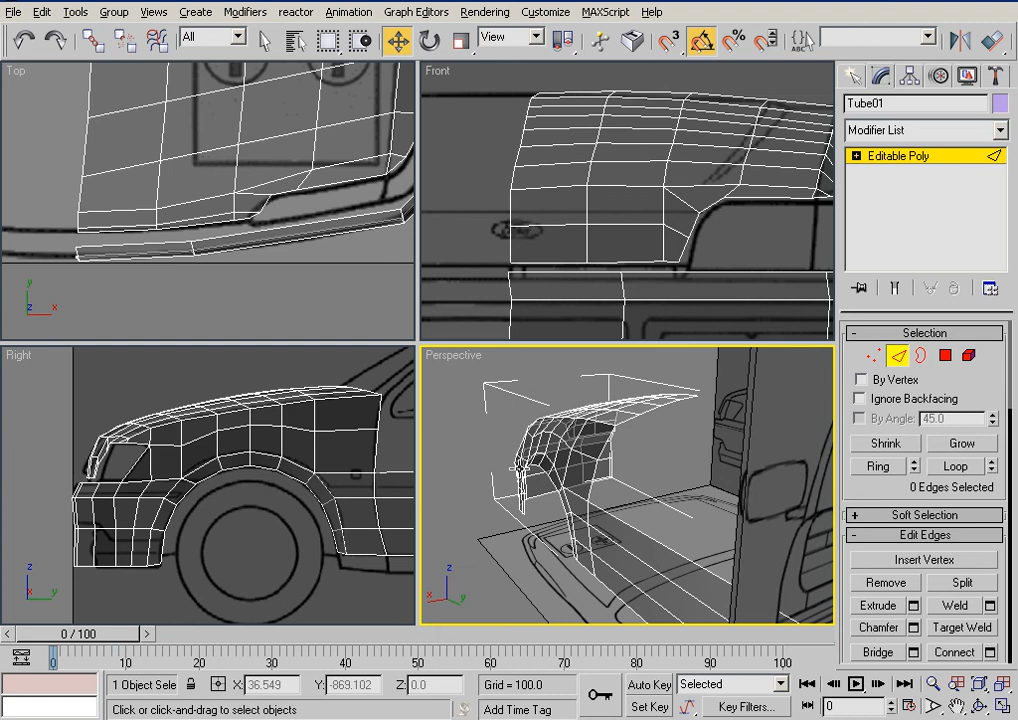 File Edit Tools Group Views Create Modifiers reactor Animation Graph Editors Rendering Customize MAXScript Help
All View 3 % {} ABC
Top Front
Tube01
Modifier List
Editable Poly
y
z x
Right Perspective
z
x y
z
x y
- Selection
By Vertex
Ignore Backfacing
By Angle: 45.0
Shrink Grow
Ring Loop
0 Edges Selected
+ Soft Selection
- Edit Edges
Insert Vertex
Remove Split
Extrude Weld
Chamfer Target Weld
Bridge Connect
< 0 / 100 >
0 10 20 30 40 50 60 70 80 90 100
1 Object Sele X: 36.549 Y: -869.102 Z: 0.0 Grid = 100.0 Auto Key Selected
Click or click-and-drag to select objects Add Time Tag Set Key Key Filters... 0